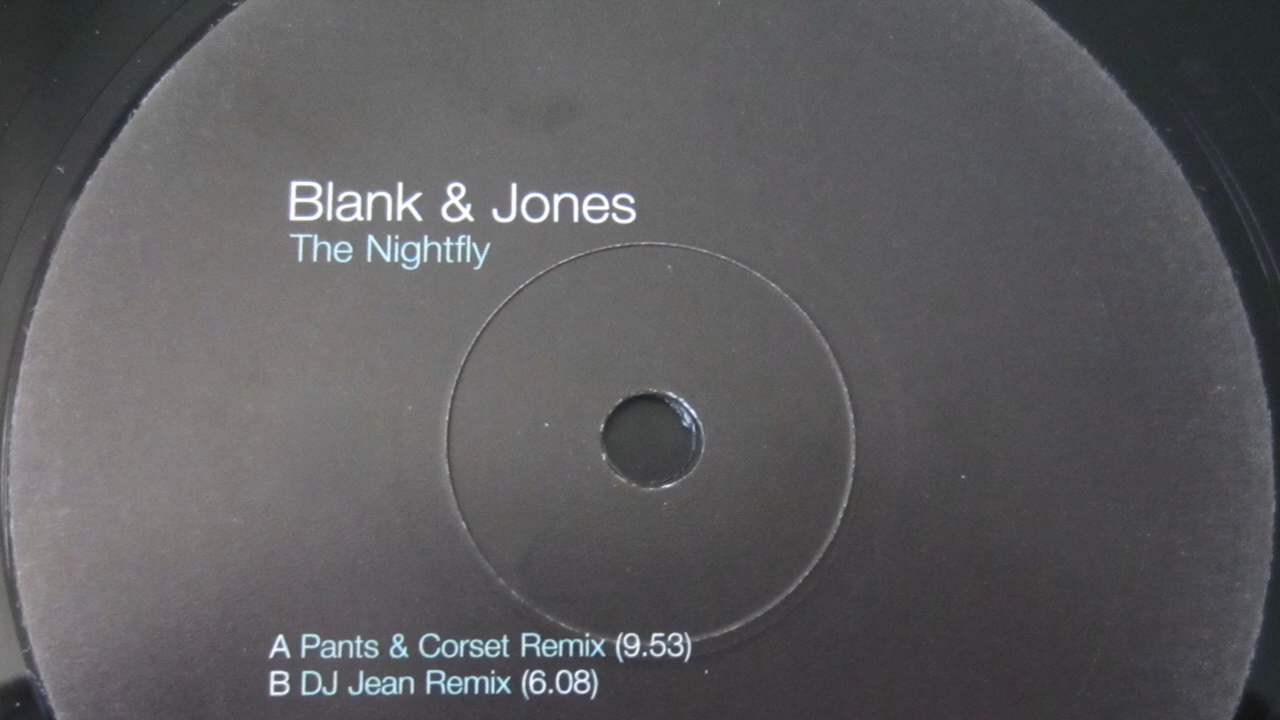 Blank & Jones
The Nightfly
A Pants & Corset Remix (9.53)
B DJ Jean Remix (6.08)